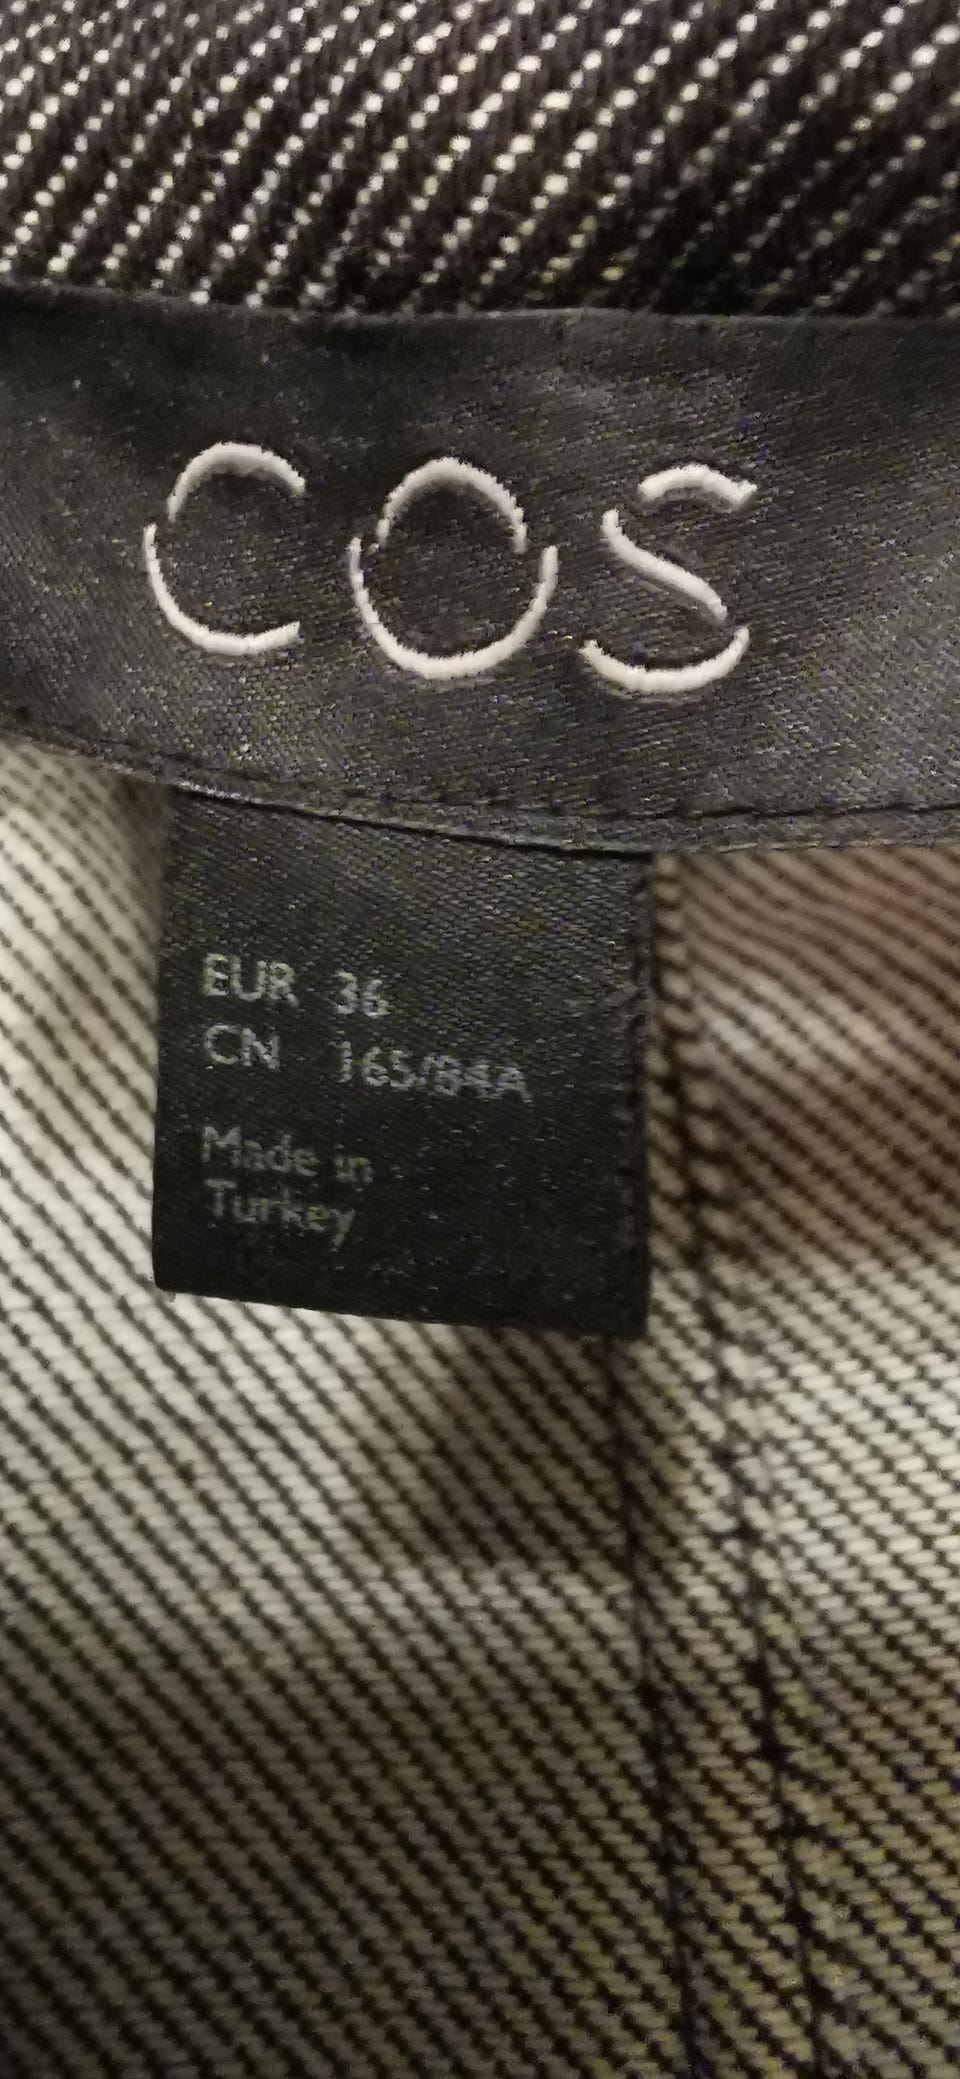 COS
EUR 36
CN 165/84A
Made in
Turkey